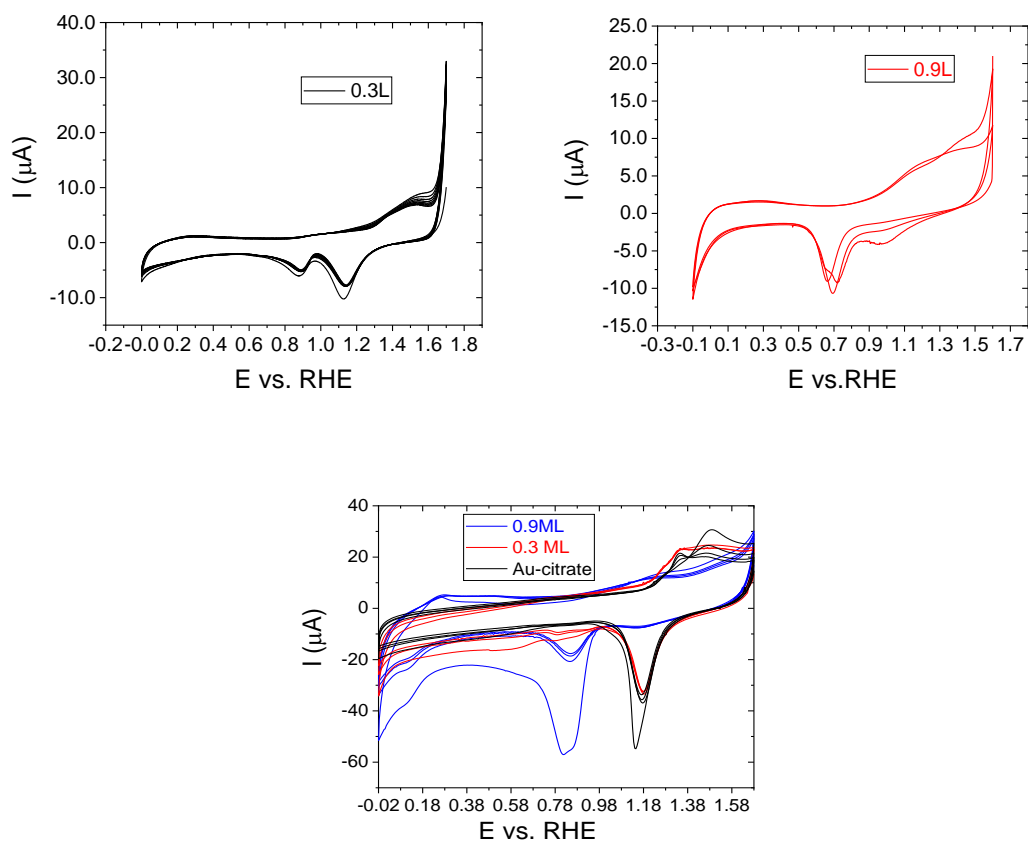 40.0
30.0
20.0
10.0
0.0
-10.0
I (μA)
0.3L
-0.2 -0.0 0.2 0.4 0.6 0.8 1.0 1.2 1.4 1.6 1.8
E vs. RHE
25.0
20.0
15.0
10.0
5.0
0.0
-5.0
-10.0
-15.0
I (μA)
0.9L
-0.3 -0.1 0.1 0.3 0.5 0.7 0.9 1.1 1.3 1.5 1.7
E vs.RHE
40
20
0
-20
-40
-60
I (μA)
0.9ML
0.3 ML
Au-citrate
-0.02 0.18 0.38 0.58 0.78 0.98 1.18 1.38 1.58
E vs. RHE